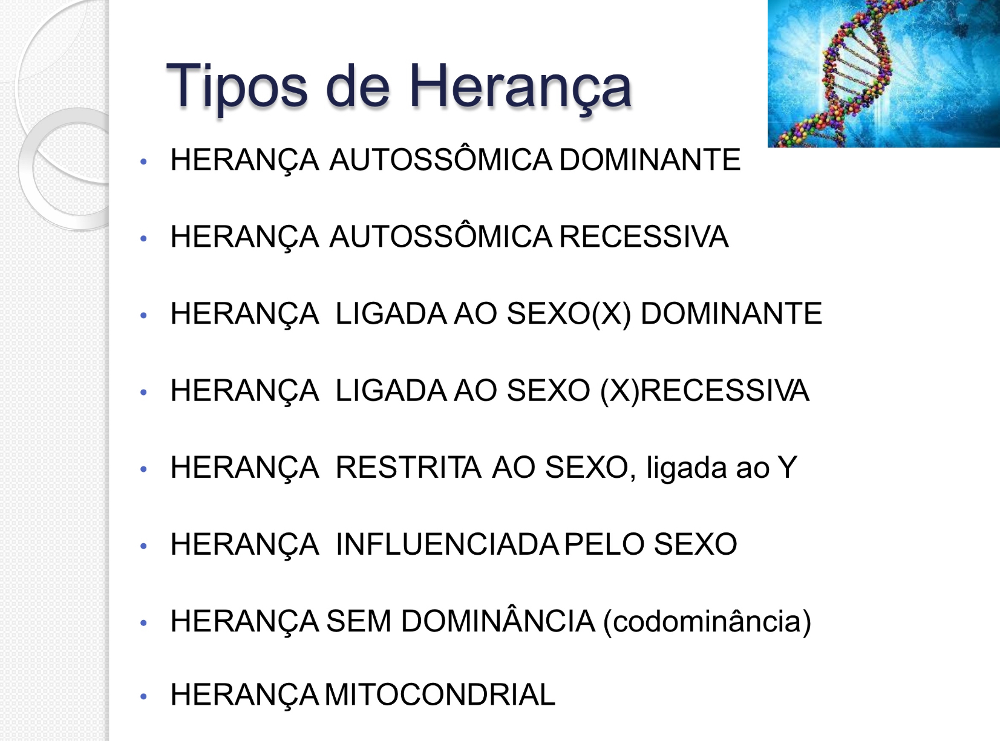 Tipos de Herança
• HERANÇA AUTOSSÔMICA DOMINANTE
• HERANÇA AUTOSSÔMICA RECESSIVA
• HERANÇA LIGADA AO SEXO(X) DOMINANTE
• HERANÇA LIGADA AO SEXO (X)RECESSIVA
• HERANÇA RESTRITA AO SEXO, ligada ao Y
• HERANÇA INFLUENCIADA PELO SEXO
• HERANÇA SEM DOMINÂNCIA (codominância)
• HERANÇA MITOCONDRIAL